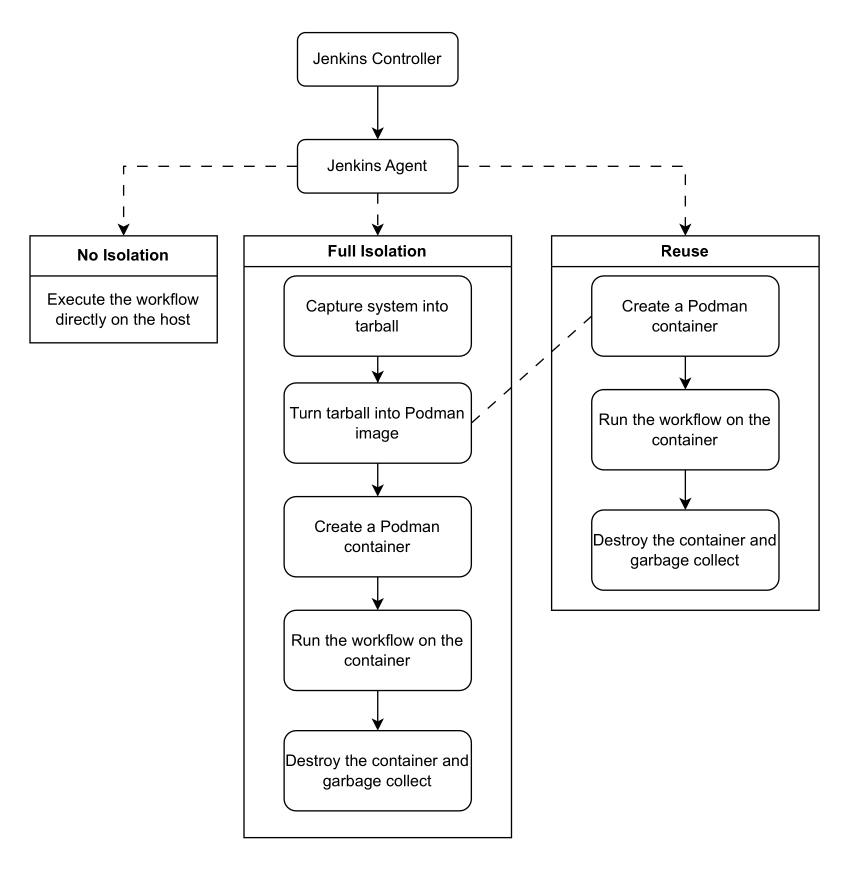 Jenkins Controller
Jenkins Agent
No Isolation
Execute the workflow
directly on the host
Full Isolation
Capture system into
tarball
Turn tarball into Podman
image
Create a Podman
container
Run the workflow on the
container
Destroy the container and
garbage collect
Reuse
Create a Podman
container
Run the workflow on the
container
Destroy the container and
garbage collect